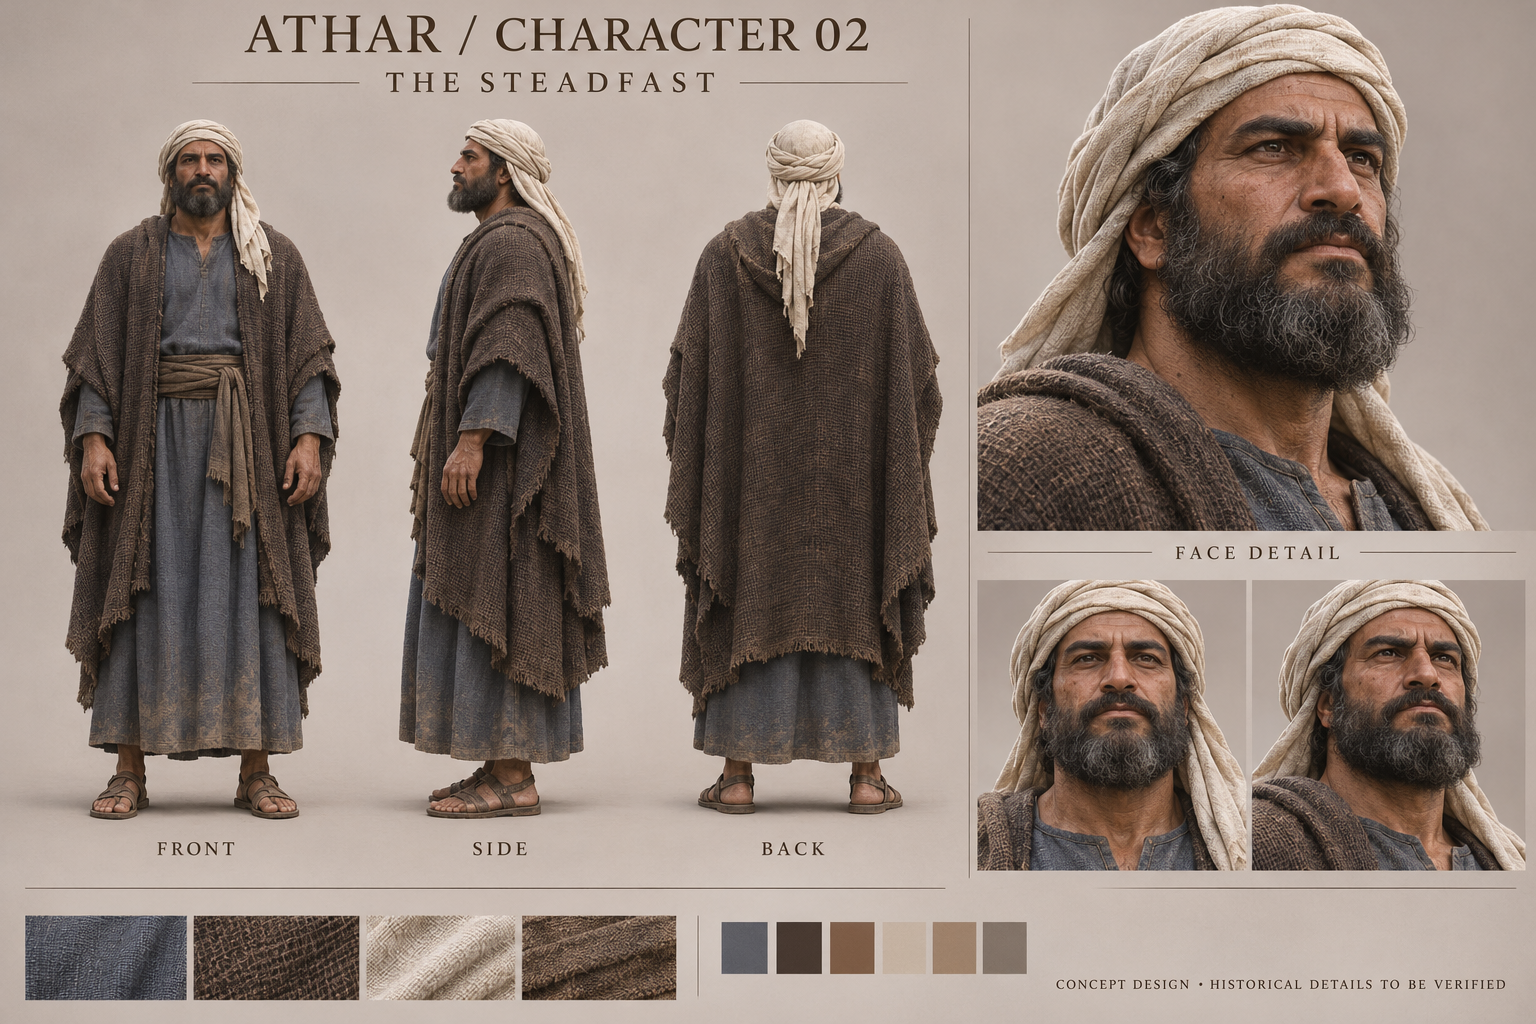 ATHAR / CHARACTER 02
THE STEADFAST
FRONT
SIDE
BACK
FACE DETAIL
CONCEPT DESIGN • HISTORICAL DETAILS TO BE VERIFIED